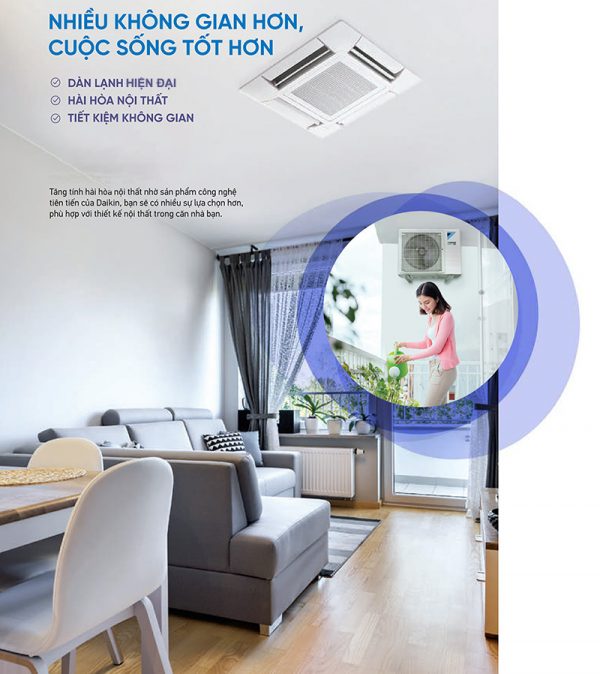 NHIỀU KHÔNG GIAN HƠN,
CUỘC SỐNG TỐT HƠN
DÀN LẠNH HIỆN ĐẠI
HÀI HÒA NỘI THẤT
TIẾT KIỆM KHÔNG GIAN
Tăng tính hài hòa nội thất nhờ sản phẩm công nghệ
tiên tiến của Daikin, bạn sẽ có nhiều sự lựa chọn hơn,
phù hợp với thiết kế nội thất trong căn nhà bạn.